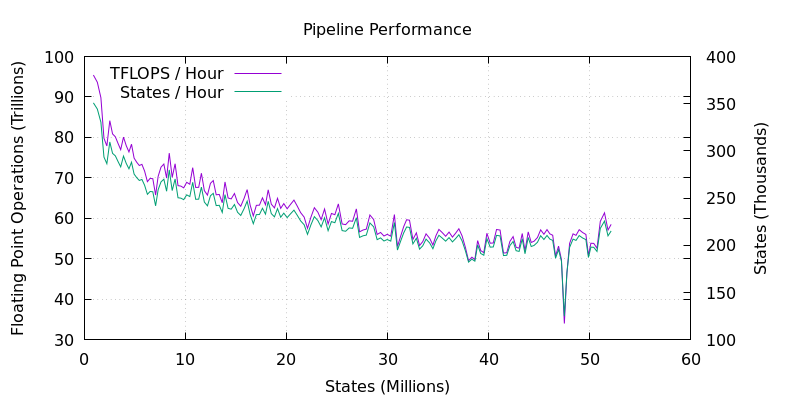 Pipeline Performance
TFLOPS / Hour
States / Hour
Floating Point Operations (Trillions)
100
90
80
70
60
50
40
30
400
350
300
250
200
150
100
States (Thousands)
0 10 20 30 40 50 60
States (Millions)